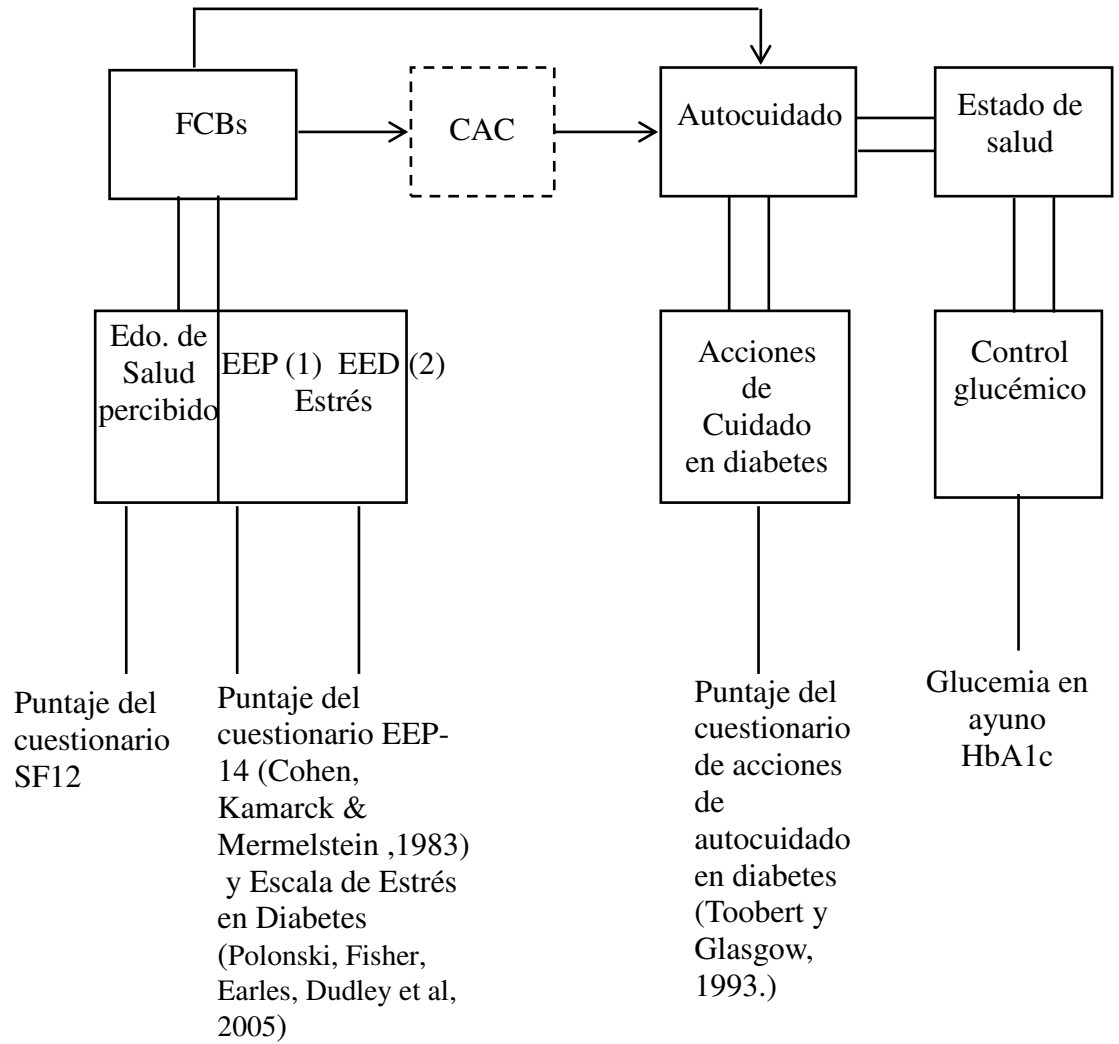 FCBs
CAC
Autocuidado
Estado de
salud
Edo. de
Salud
percibido
EEP (1)  EED (2)
Estrés
Acciones
de
Cuidado
en diabetes
Control
glucémico
Puntaje del
cuestionario
SF12
Puntaje del
cuestionario EEP-
14 (Cohen,
Kamarck &
Mermelstein ,1983)
y Escala de Estrés
en Diabetes
(Polonski, Fisher,
Earles, Dudley et al,
2005)
Puntaje del
cuestionario
de acciones
de
autocuidado
en diabetes
(Toobert y
Glasgow,
1993.)
Glucemia en
ayuno
HbA1c